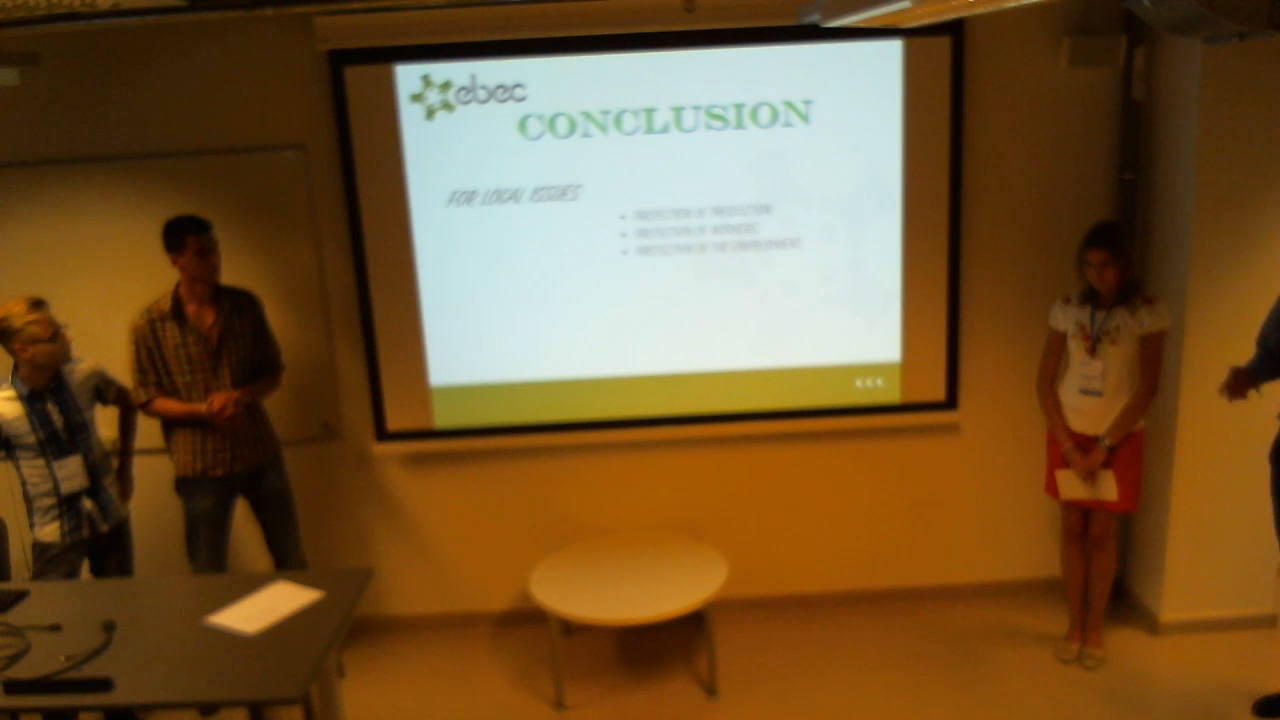 ebec
CONCLUSION
FOR LOCAL ISSUES
• PROTECTION OF PRODUCTION
• PROTECTION OF WORKERS
• PROTECTION OF THE ENVIRONMENT